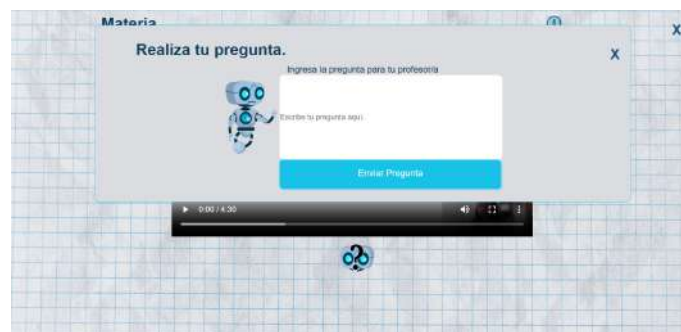 Materia
X
Realiza tu pregunta.
X
Ingresa la pregunta para tu profesor/a
Escribe tu pregunta aquí.
Enviar Pregunta
0:00 / 4:30
?